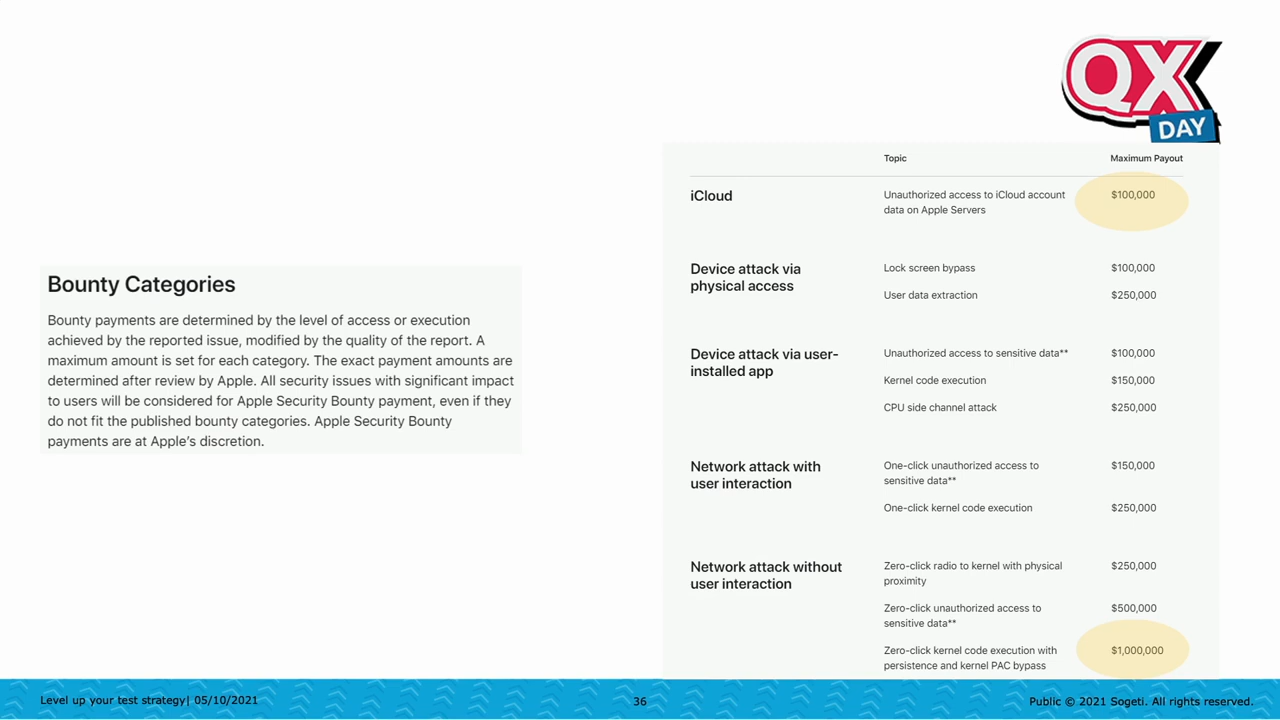 QX
DAY
Bounty Categories
Bounty payments are determined by the level of access or execution
achieved by the reported issue, modified by the quality of the report. A
maximum amount is set for each category. The exact payment amounts are
determined after review by Apple. All security issues with significant impact
to users will be considered for Apple Security Bounty payment, even if they
do not fit the published bounty categories. Apple Security Bounty
payments are at Apple’s discretion.
Topic Maximum Payout
iCloud Unauthorized access to iCloud account $100,000
data on Apple Servers
Device attack via Lock screen bypass $100,000
physical access
User data extraction $250,000
Device attack via user- Unauthorized access to sensitive data** $100,000
installed app
Kernel code execution $150,000
CPU side channel attack $250,000
Network attack with One-click unauthorized access to $150,000
user interaction sensitive data**
One-click kernel code execution $250,000
Network attack without Zero-click radio to kernel with physical $250,000
user interaction proximity
Zero-click unauthorized access to $500,000
sensitive data**
Zero-click kernel code execution with $1,000,000
persistence and kernel PAC bypass
Level up your test strategy| 05/10/2021 36 Public © 2021 Sogeti. All rights reserved.